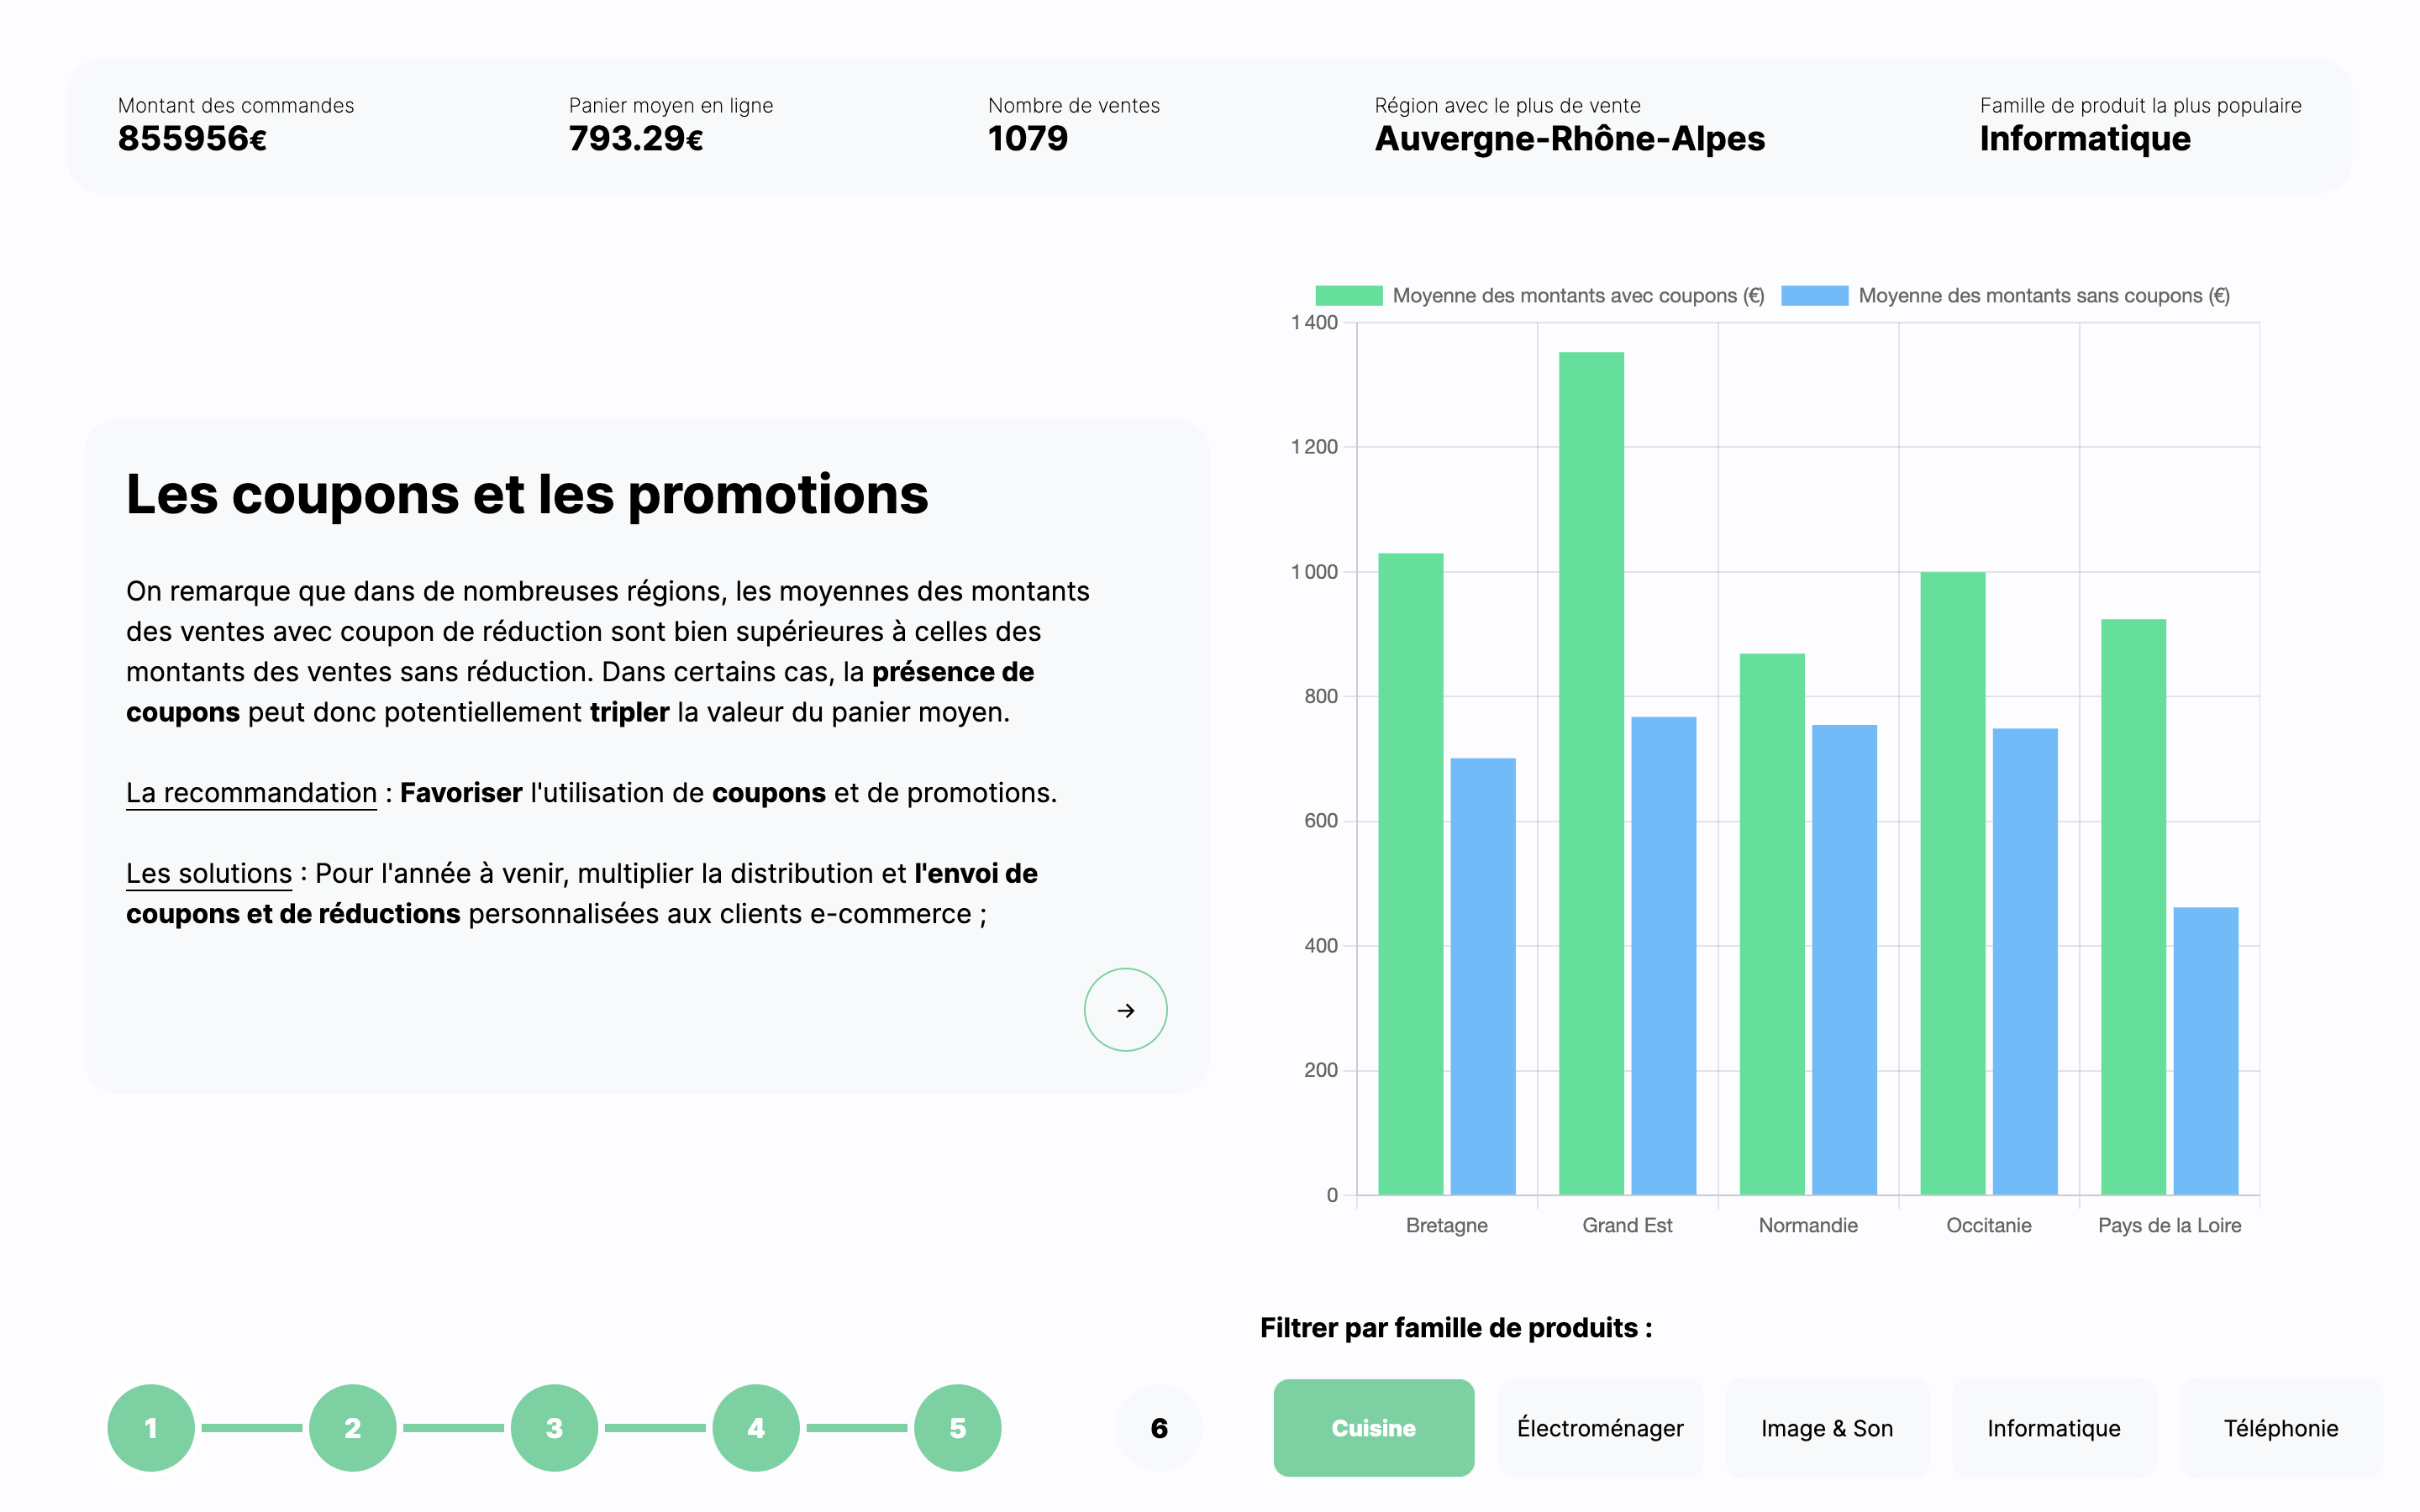 Montant des commandes
855956€
Panier moyen en ligne
793.29€
Nombre de ventes
1079
Région avec le plus de vente
Auvergne-Rhône-Alpes
Famille de produit la plus populaire
Informatique
Les coupons et les promotions
On remarque que dans de nombreuses régions, les moyennes des montants
des ventes avec coupon de réduction sont bien supérieures à celles des
montants des ventes sans réduction. Dans certains cas, la présence de
coupons peut donc potentiellement tripler la valeur du panier moyen.
La recommandation : Favoriser l'utilisation de coupons et de promotions.
Les solutions : Pour l'année à venir, multiplier la distribution et l'envoi de
coupons et de réductions personnalisées aux clients e-commerce ;
→
Moyenne des montants avec coupons (€) Moyenne des montants sans coupons (€)
1 400
1 200
1 000
800
600
400
200
0
Bretagne Grand Est Normandie Occitanie Pays de la Loire
Filtrer par famille de produits :
1 2 3 4 5 6
Cuisine Électroménager Image & Son Informatique Téléphonie